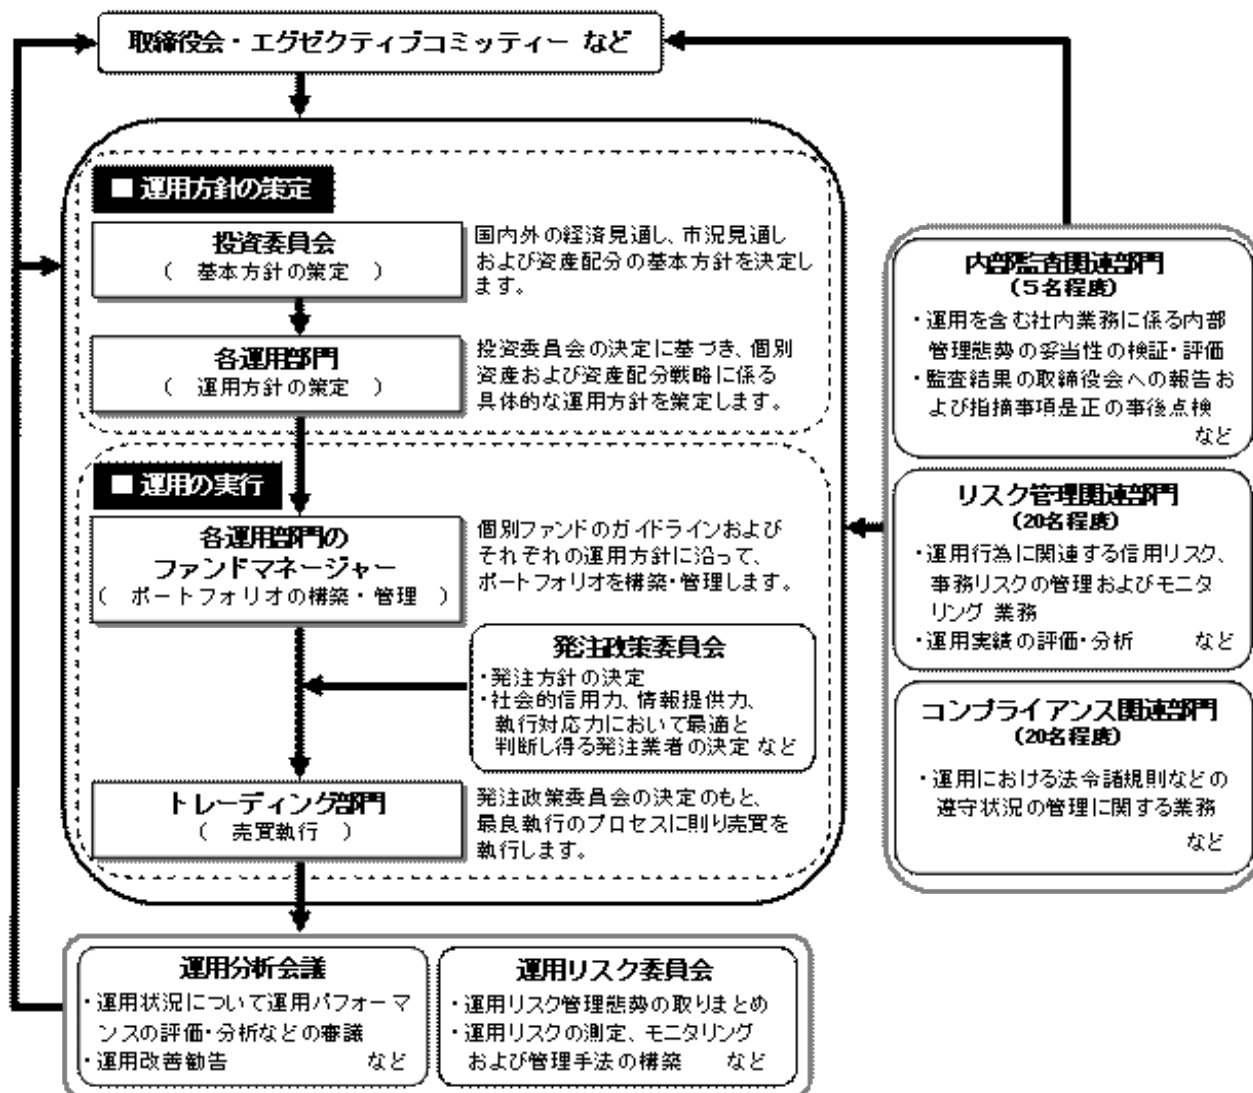 取締役会・エグゼクティブコミッティー など
■ 運用方針の策定
投資委員会
（ 基本方針の策定 ）
国内外の経済見通し、市況見通し
および資産配分の基本方針を決定し
ます。
各運用部門
（ 運用方針の策定 ）
投資委員会の決定に基づき、個別
資産および資産配分戦略に係る
具体的な運用方針を策定します。
■ 運用の実行
各運用部門の
ファンドマネージャー
（ ポートフォリオの構築・管理 ）
個別ファンドのガイドラインおよび
それぞれの運用方針に沿って、
ポートフォリオを構築・管理します。
発注政策委員会
・発注方針の決定
・社会的信用力、情報提供力、
執行対応力において最適と
判断し得る発注業者の決定 など
トレーディング部門
（ 売買執行 ）
発注政策委員会の決定のもと、
最良執行のプロセスに則り売買を
執行します。
運用分析会議
・運用状況について運用パフォーマ
ンスの評価・分析などの審議
・運用改善勧告 など
運用リスク委員会
・運用リスク管理態勢の取りまとめ
・運用リスクの測定、モニタリング
および管理手法の構築 など
内部監査関連部門
（５名程度）
・運用を含む社内業務に係る内部
管理態勢の妥当性の検証・評価
・監査結果の取締役会への報告お
よび指摘事項是正の事後点検
など
リスク管理関連部門
（20名程度）
・運用行為に関連する信用リスク、
事務リスクの管理およびモニタ
リング 業務
・運用実績の評価・分析 など
コンプライアンス関連部門
（20名程度）
・運用における法令諸規則などの
遵守状況の管理に関する業務
など